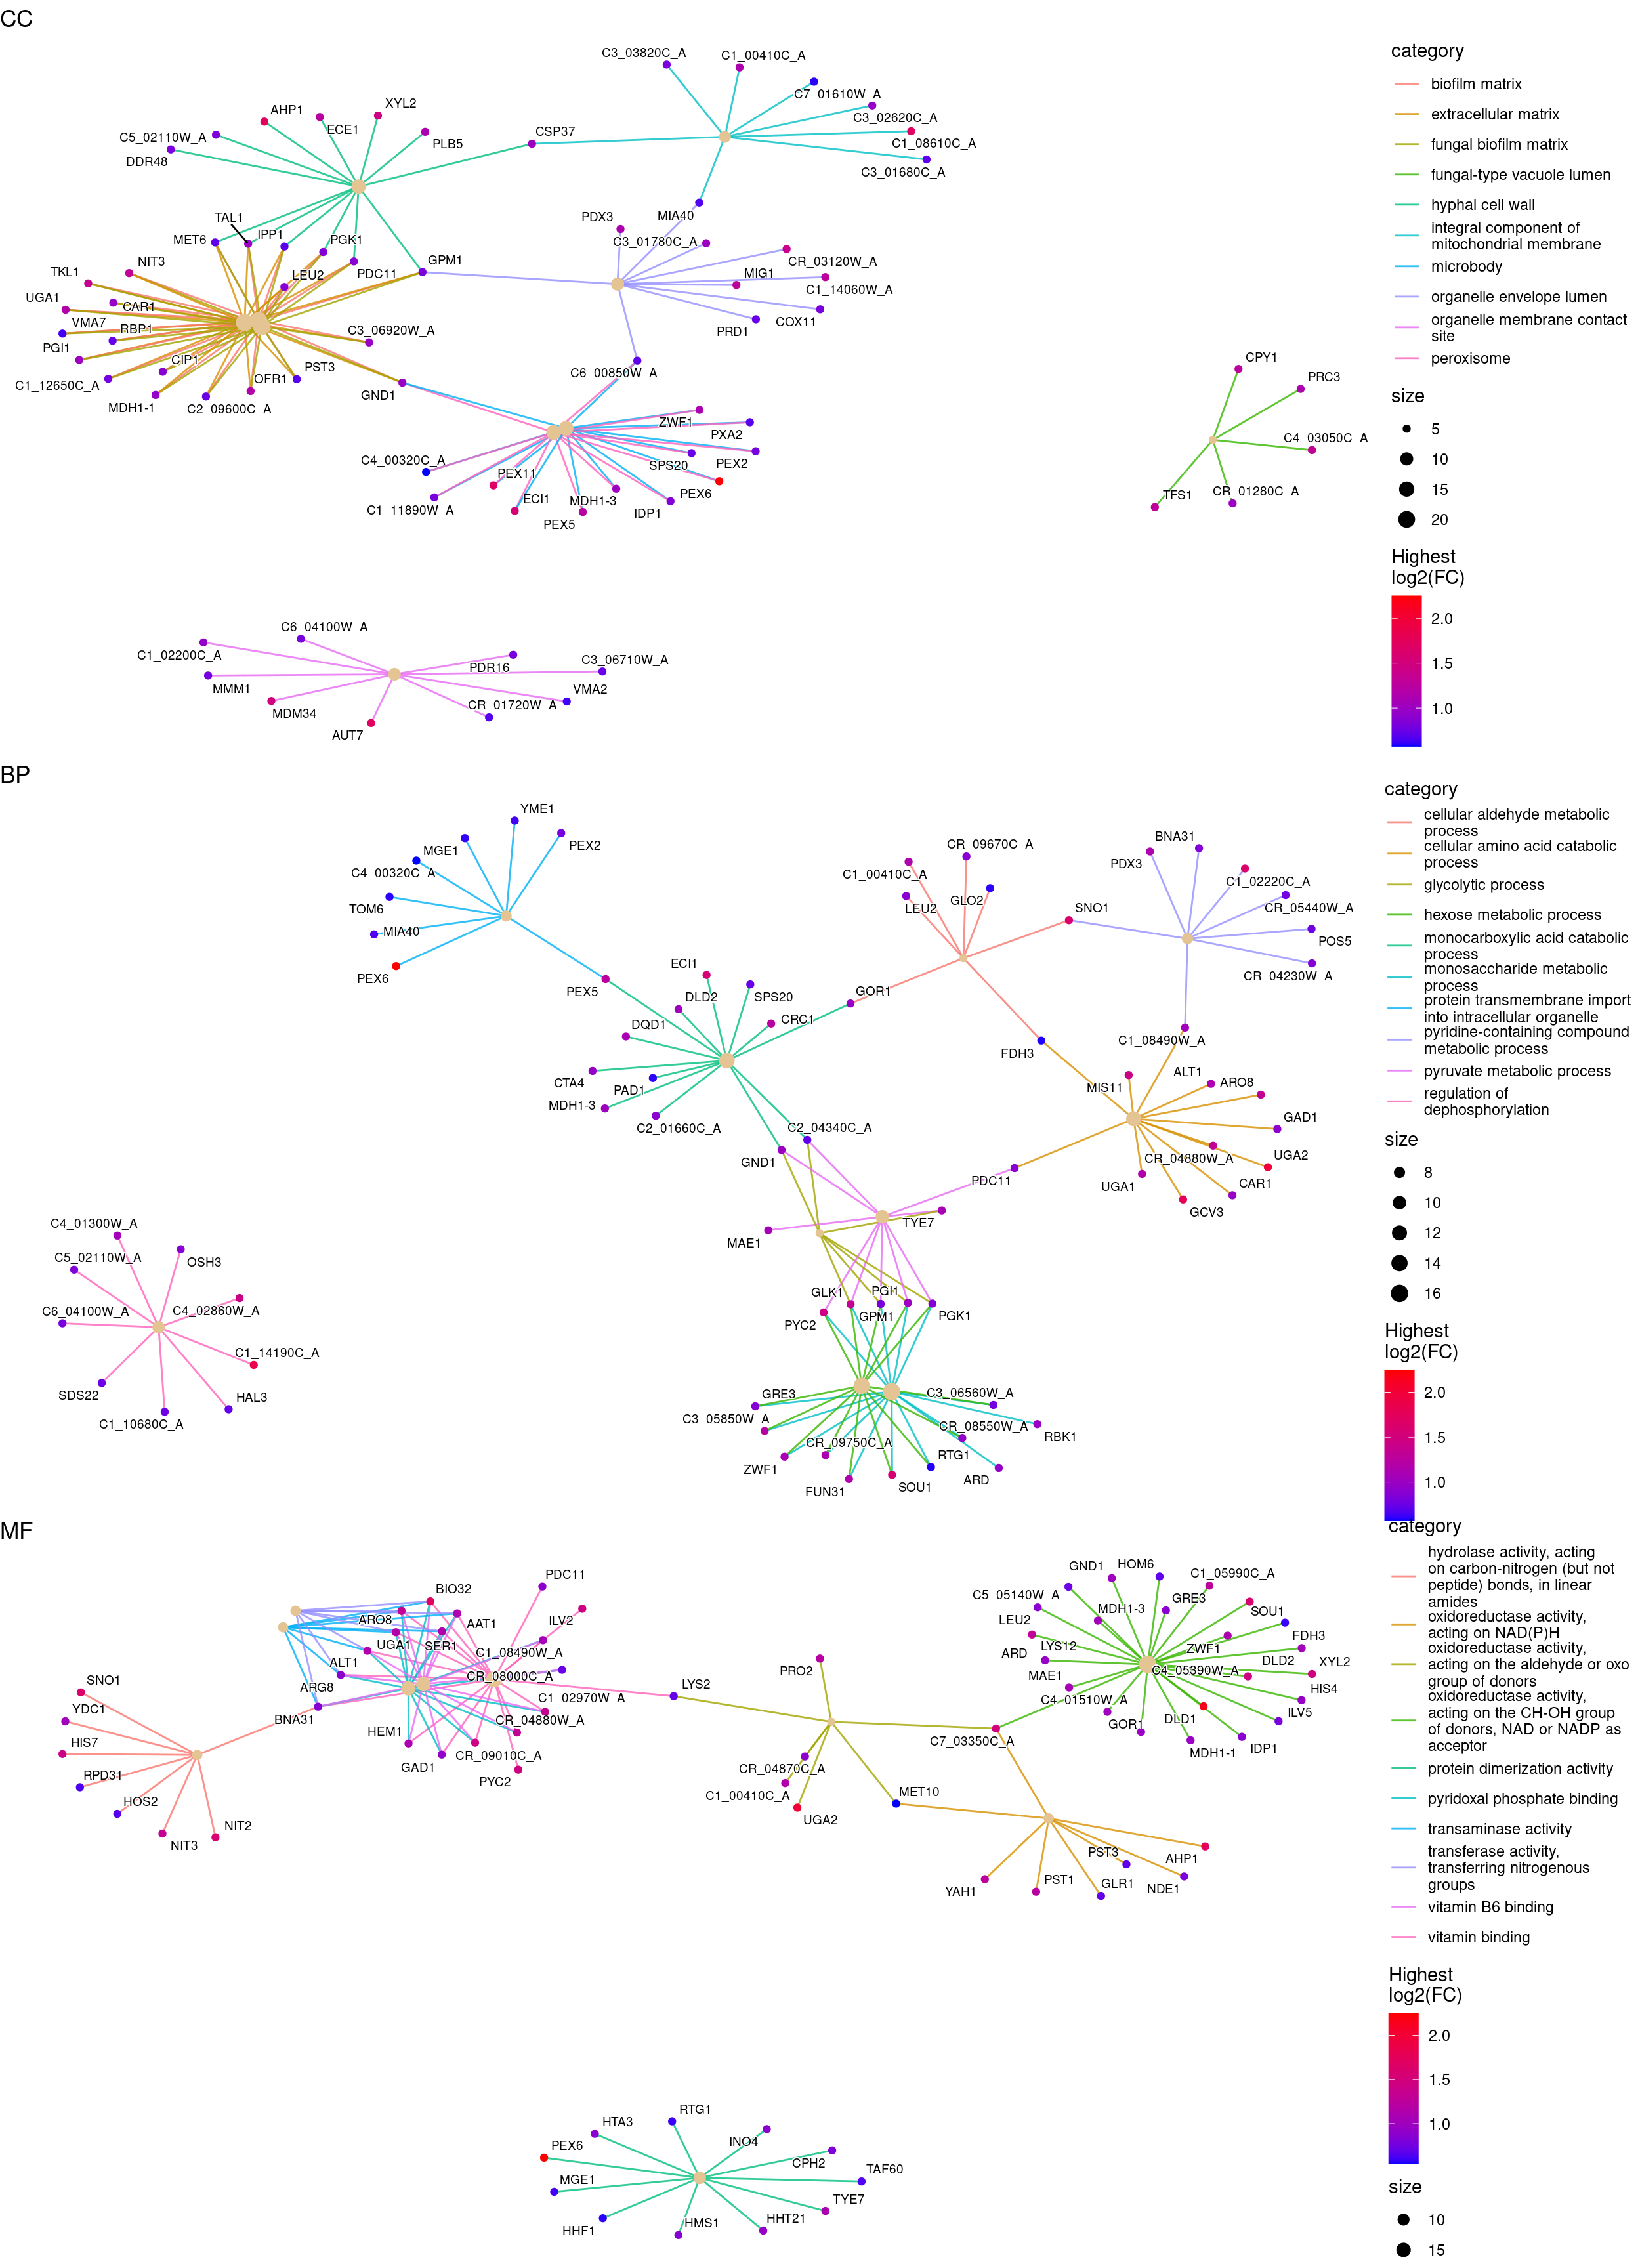 CC
C3_03820C_A
C1_00410C_A
C7_01610W_A
C3_02620C_A
C1_08610C_A
C3_01680C_A
AHP1
XYL2
ECE1
C5_02110W_A
PLB5
DDR48
CSP37
TAL1
MET6
IPP1
PGK1
PDX3
MIA40
C3_01780C_A
CR_03120W_A
MIG1
C1_14060W_A
COX11
PRD1
NIT3
TKL1
LEU2
PDC11
GPM1
UGA1
CAR1
VMA7
RBP1
C3_06920W_A
PGI1
CIP1
PST3
C1_12650C_A
OFR1
MDH1-1
C2_09600C_A
GND1
C6_00850W_A
CPY1
PRC3
C4_03050C_A
CR_01280C_A
TFS1
ZWF1
PXA2
C4_00320C_A
SPS20
PEX2
PEX11
ECI1
MDH1-3
PEX6
C1_11890W_A
PEX5
IDP1
C6_04100W_A
C1_02200C_A
PDR16
C3_06710W_A
MMM1
VMA2
MDM34
CR_01720W_A
AUT7
category
biofilm matrix
extracellular matrix
fungal biofilm matrix
fungal-type vacuole lumen
hyphal cell wall
integral component of
mitochondrial membrane
microbody
organelle envelope lumen
organelle membrane contact
site
peroxisome
size
5
10
15
20
Highest
log2(FC)
2.0
1.5
1.0
BP
YME1
MGE1
PEX2
C4_00320C_A
TOM6
MIA40
PEX6
PEX5
CR_09670C_A
C1_00410C_A
GLO2
LEU2
SNO1
BNA31
PDX3
C1_02220C_A
CR_05440W_A
POS5
CR_04230W_A
ECI1
DLD2
SPS20
CRC1
DQD1
GOR1
CTA4
PAD1
MDH1-3
C2_01660C_A
FDH3
C1_08490W_A
MIS11
ALT1
ARO8
GAD1
UGA2
CR_04880W_A
CAR1
UGA1
GCV3
C2_04340C_A
GND1
PDC11
TYE7
MAE1
GLK1
PGI1
PYC2
GPM1
PGK1
GRE3
C3_06560W_A
C3_05850W_A
CR_08550W_A
RBK1
CR_09750C_A
ZWF1
RTG1
ARD
FUN31
SOU1
C4_01300W_A
C5_02110W_A
OSH3
C6_04100W_A
C4_02860W_A
C1_14190C_A
SDS22
HAL3
C1_10680C_A
category
cellular aldehyde metabolic
process
cellular amino acid catabolic
process
glycolytic process
hexose metabolic process
monocarboxylic acid catabolic
process
monosaccharide metabolic
process
protein transmembrane import
into intracellular organelle
pyridine-containing compound
metabolic process
pyruvate metabolic process
regulation of
dephosphorylation
size
8
10
12
14
16
Highest
log2(FC)
2.0
1.5
1.0
MF
PDC11
BIO32
ARO8
AAT1
ILV2
UGA1
SER1
C1_08490W_A
ALT1
CR_08000C_A
ARG8
C1_02970W_A
BNA31
HEM1
CR_04880W_A
GAD1
CR_09010C_A
PYC2
SNO1
YDC1
HIS7
RPD31
HOS2
NIT3
NIT2
LYS2
PRO2
CR_04870C_A
C1_00410C_A
UGA2
MET10
C7_03350C_A
GND1
HOM6
C1_05990C_A
C5_05140W_A
GRE3
LEU2
MDH1-3
SOU1
FDH3
ARD
LYS12
ZWF1
DLD2
XYL2
MAE1
C4_05390W_A
HIS4
C4_01510W_A
GOR1
DLD1
ILV5
MDH1-1
IDP1
PST3
AHP1
YAH1
PST1
GLR1
NDE1
HTA3
RTG1
PEX6
INO4
CPH2
MGE1
TAF60
TYE7
HHF1
HMS1
HHT21
category
hydrolase activity, acting
on carbon-nitrogen (but not
peptide) bonds, in linear
amides
oxidoreductase activity,
acting on NAD(P)H
oxidoreductase activity,
acting on the aldehyde or oxo
group of donors
oxidoreductase activity,
acting on the CH-OH group
of donors, NAD or NADP as
acceptor
protein dimerization activity
pyridoxal phosphate binding
transaminase activity
transferase activity,
transferring nitrogenous
groups
vitamin B6 binding
vitamin binding
Highest
log2(FC)
2.0
1.5
1.0
size
10
15